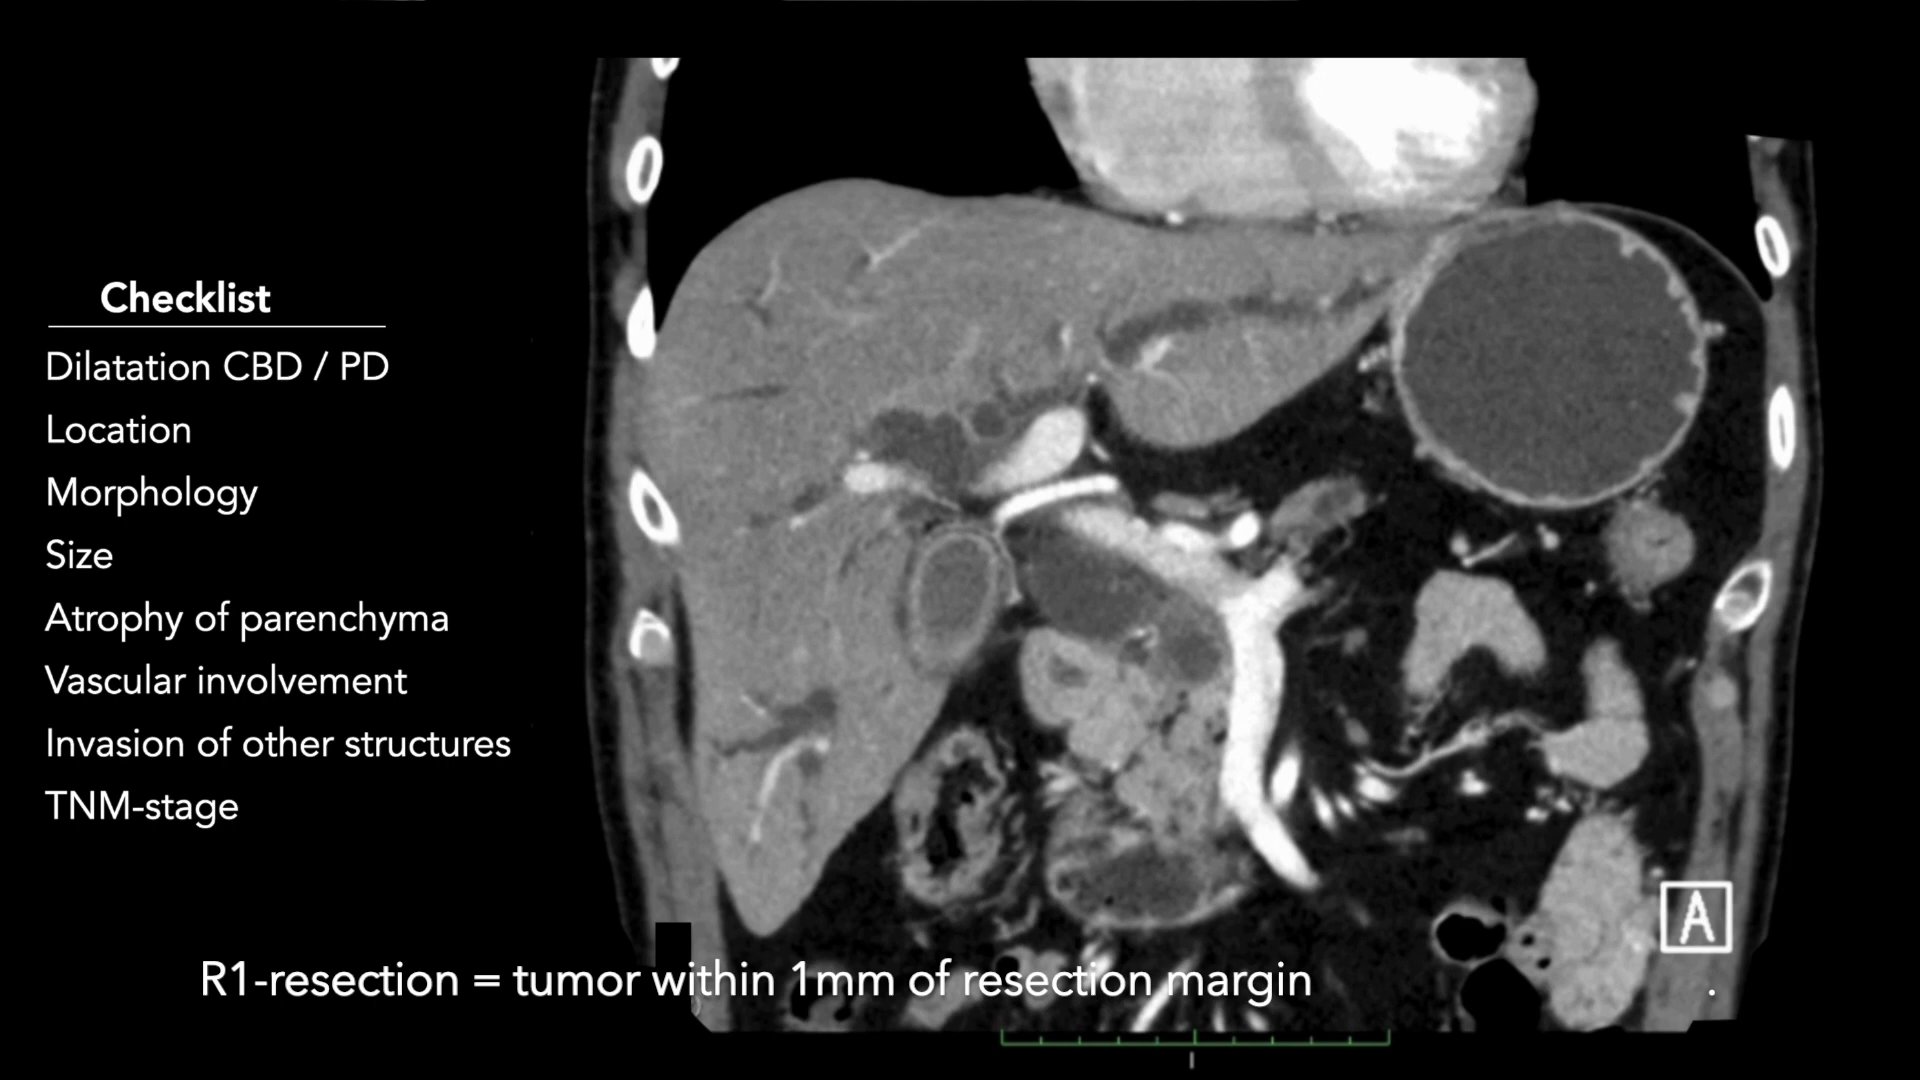 Checklist
Dilatation CBD / PD
Location
Morphology
Size
Atrophy of parenchyma
Vascular involvement
Invasion of other structures
TNM-stage
A
R1-resection = tumor within 1mm of resection margin .